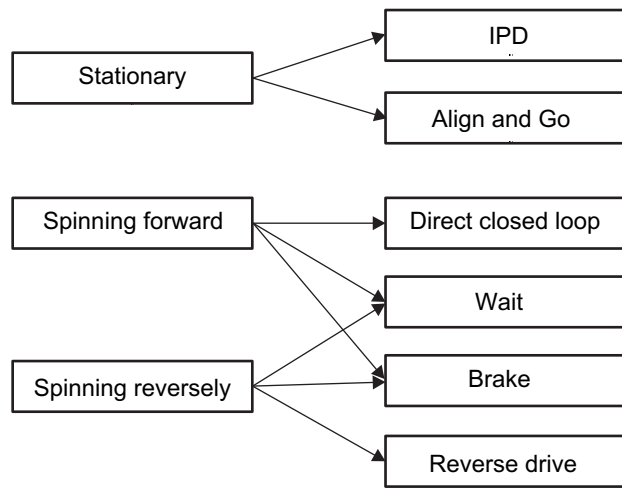 IPD
Stationary
Align and Go
Spinning forward
Direct closed loop
Wait
Spinning reversely
Brake
Reverse drive